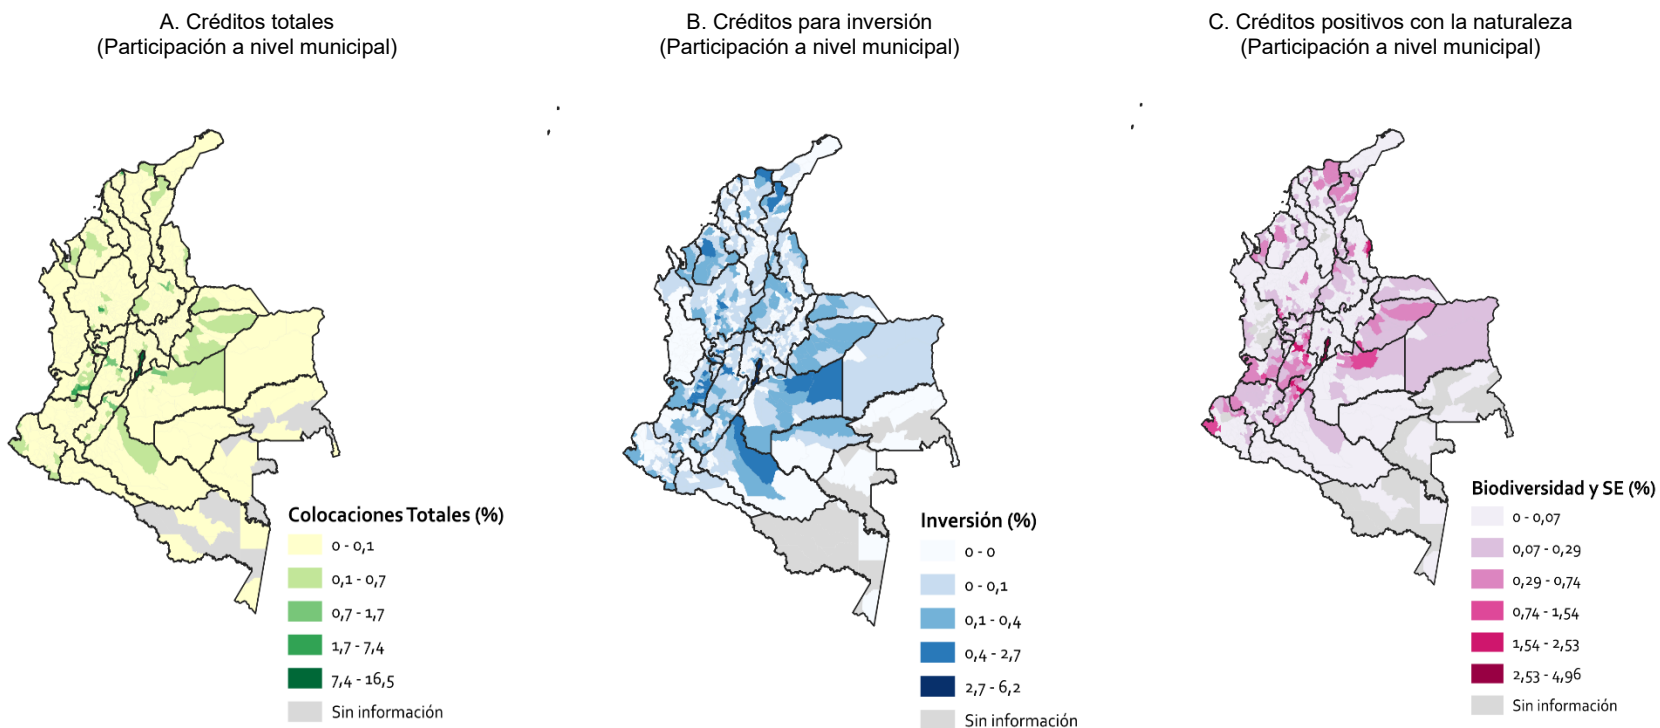 A. Créditos totales
(Participación a nivel municipal)
B. Créditos para inversión
(Participación a nivel municipal)
C. Créditos positivos con la naturaleza
(Participación a nivel municipal)
Colocaciones Totales (%)
0 - 0,1
0,1 - 0,7
0,7 - 1,7
1,7 - 7,4
7,4 - 16,5
Sin información
Inversión (%)
0 - 0
0 - 0,1
0,1 - 0,4
0,4 - 2,7
2,7 - 6,2
Sin información
Biodiversidad y SE (%)
0 - 0,07
0,07 - 0,29
0,29 - 0,74
0,74 - 1,54
1,54 - 2,53
2,53 - 4,96
Sin información